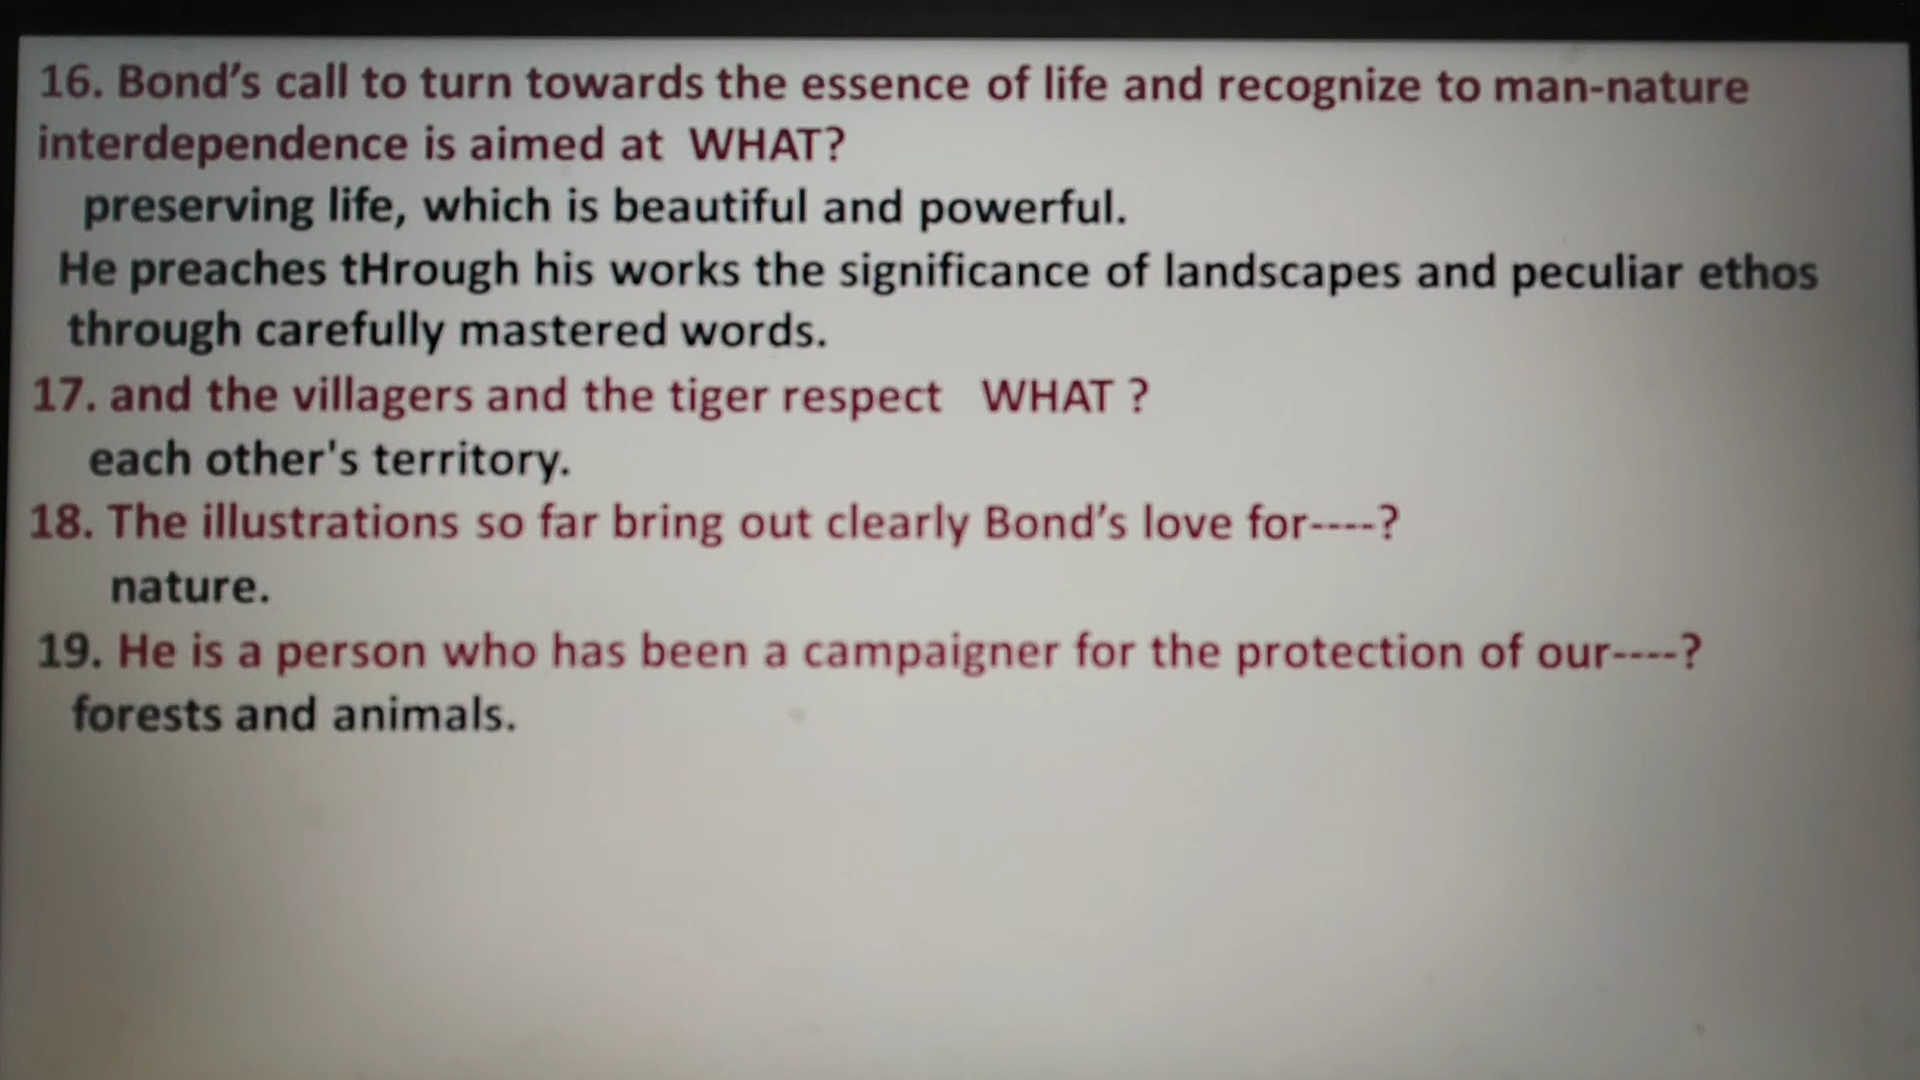 16. Bond's call to turn towards the essence of life and recognize to man-nature
interdependence is aimed at WHAT?
preserving life, which is beautiful and powerful.
He preaches tHrough his works the significance of landscapes and peculiar ethos
through carefully mastered words.
17. and the villagers and the tiger respect WHAT ?
each other's territory.
18. The illustrations so far bring out clearly Bond's love for----?
nature.
19. He is a person who has been a campaigner for the protection of our----?
forests and animals.